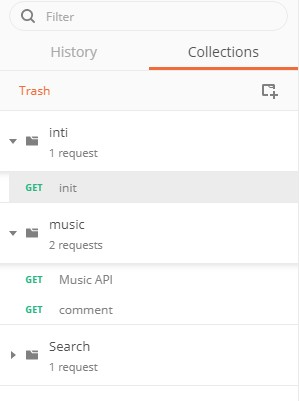 Filter
History Collections
Trash
inti
1 request
GET init
music
2 requests
GET Music API
GET comment
Search
1 request